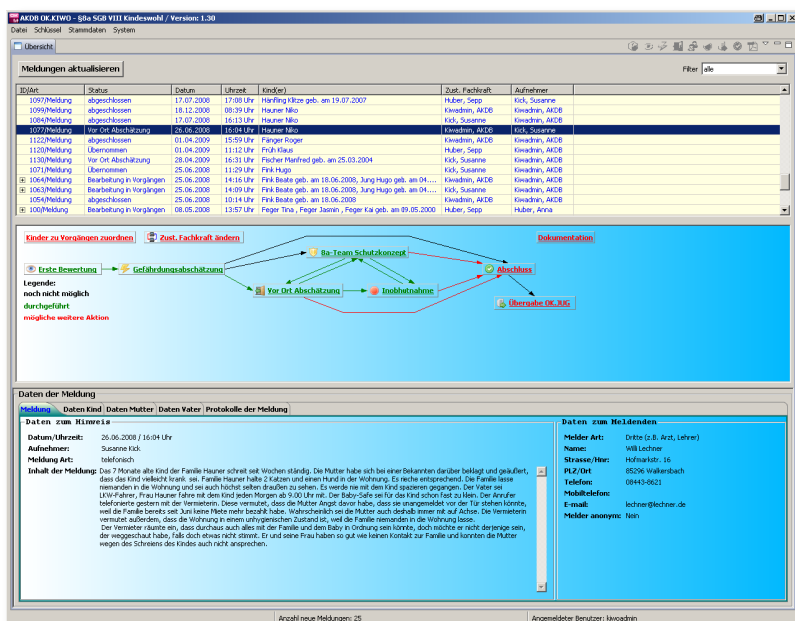 AKDB OK.KIWO - §8a SGB VIII Kindeswohl / Version: 1.30
Datei Schlüssel Stammdaten System
Übersicht
Meldungen aktualisieren
Filter alle
ID/Art Status Datum Uhrzeit Kind(er) Zust. Fachkraft Aufnehmer
1097/Meldung abgeschlossen 17.07.2008 17:08 Uhr Hänfling Klitze geb. am 19.07.2007 Huber, Sepp Kick, Susanne
1099/Meldung abgeschlossen 18.12.2008 08:39 Uhr Hauner Niko Kiwadmin, AKDB Kiwadmin, AKDB
1084/Meldung abgeschlossen 17.07.2008 16:13 Uhr Hauner Niko Kick, Susanne Kick, Susanne
1077/Meldung Vor Ort Abschätzung 26.06.2008 16:04 Uhr Hauner Niko Kiwadmin, AKDB Kick, Susanne
1122/Meldung abgeschlossen 01.04.2009 15:59 Uhr Fänger Roger Kiwadmin, AKDB Kiwadmin, AKDB
1120/Meldung Übernommen 01.04.2009 11:12 Uhr Früh Klaus Huber, Sepp Kiwadmin, AKDB
1130/Meldung Vor Ort Abschätzung 28.04.2009 16:31 Uhr Fischer Manfred geb. am 25.03.2004 Kick, Susanne Kiwadmin, AKDB
1071/Meldung Übernommen 25.06.2008 11:29 Uhr Fink Hugo Kick, Susanne Kick, Susanne
1064/Meldung Bearbeitung in Vorgängen 25.06.2008 14:16 Uhr Fink Beate geb. am 18.06.2008, Jung Hugo geb. am 04.... Kiwadmin, AKDB Kick, Susanne
1063/Meldung Bearbeitung in Vorgängen 25.06.2008 14:09 Uhr Fink Beate geb. am 18.06.2008, Jung Hugo geb. am 04.... Kick, Susanne Kick, Susanne
1054/Meldung abgeschlossen 25.06.2008 10:14 Uhr Fink Beate geb. am 18.06.2008 Kiwadmin, AKDB Kiwadmin, AKDB
100/Meldung Bearbeitung in Vorgängen 08.05.2008 13:57 Uhr Feger Tina , Feger Jasmin , Feger Kai geb. am 09.05.2000 Huber, Sepp Huber, Anna
Kinder zu Vorgängen zuordnen Zust. Fachkraft ändern Dokumentation
8a-Team Schutzkonzept
Erste Bewertung Gefährdungsabschätzung Abschluss
Legende:
noch nicht möglich Vor Ort Abschätzung Inobhutnahme
durchgeführt Übergabe OK.JUG
mögliche weitere Aktion
Daten der Meldung
Meldung Daten Kind Daten Mutter Daten Vater Protokolle der Meldung
Daten zum Hinweis Daten zum Meldenden
Datum/Uhrzeit: 26.06.2008 / 16:04 Uhr Melder Art: Dritte (z.B. Arzt, Lehrer)
Aufnehmer: Susanne Kick Name: Willi Lechner
Meldung Art: telefonisch Strasse/Hnr: Hofmarkstr. 16
Inhalt der Meldung: Das 7 Monate alte Kind der Familie Hauner schreit seit Wochen ständig. Die Mutter habe sich bei einer Bekannten darüber beklagt und geäußert, PLZ/Ort 85296 Walkersbach
dass das Kind vielleicht krank sei. Familie Hauner halte 2 Katzen und einen Hund in der Wohnung. Es rieche entsprechend. Die Familie lasse Telefon: 08443-8621
niemanden in die Wohnung und sei auch höchst selten draußen zu sehen. Es werde nie mit dem Kind spazieren gegangen. Der Vater sei Mobiltelefon:
LKW-Fahrer, Frau Hauner fahre mit dem Kind jeden Morgen ab 9.00 Uhr mit. Der Baby-Safe sei für das Kind schon fast zu klein. Der Anrufer E-mail: lechner@lechner.de
telefonierte gestern mit der Vermieterin. Diese vermutet, dass die Mutter Angst davor habe, dass sie unangemeldet vor der Tür stehen könnte, Melder anonym: Nein
weil die Familie bereits seit Juni keine Miete mehr bezahlt habe. Wahrscheinlich sei die Mutter auch deshalb immer mit auf Achse. Die Vermieterin
vermutet außerdem, dass die Wohnung in einem unhygienischen Zustand ist, weil die Familie niemanden in die Wohnung lasse.
Der Vermieter räumte ein, dass durchaus auch alles mit der Familie und dem Baby in Ordnung sein könnte, doch möchte er nicht derjenige sein,
der weggeschaut habe, falls doch etwas nicht stimmt. Er und seine Frau haben so gut wie keinen Kontakt zur Familie und konnten die Mutter
wegen des Schreiens des Kindes auch nicht ansprechen.
Anzahl neue Meldungen: 25 Angemeldeter Benutzer: kiwoadmin